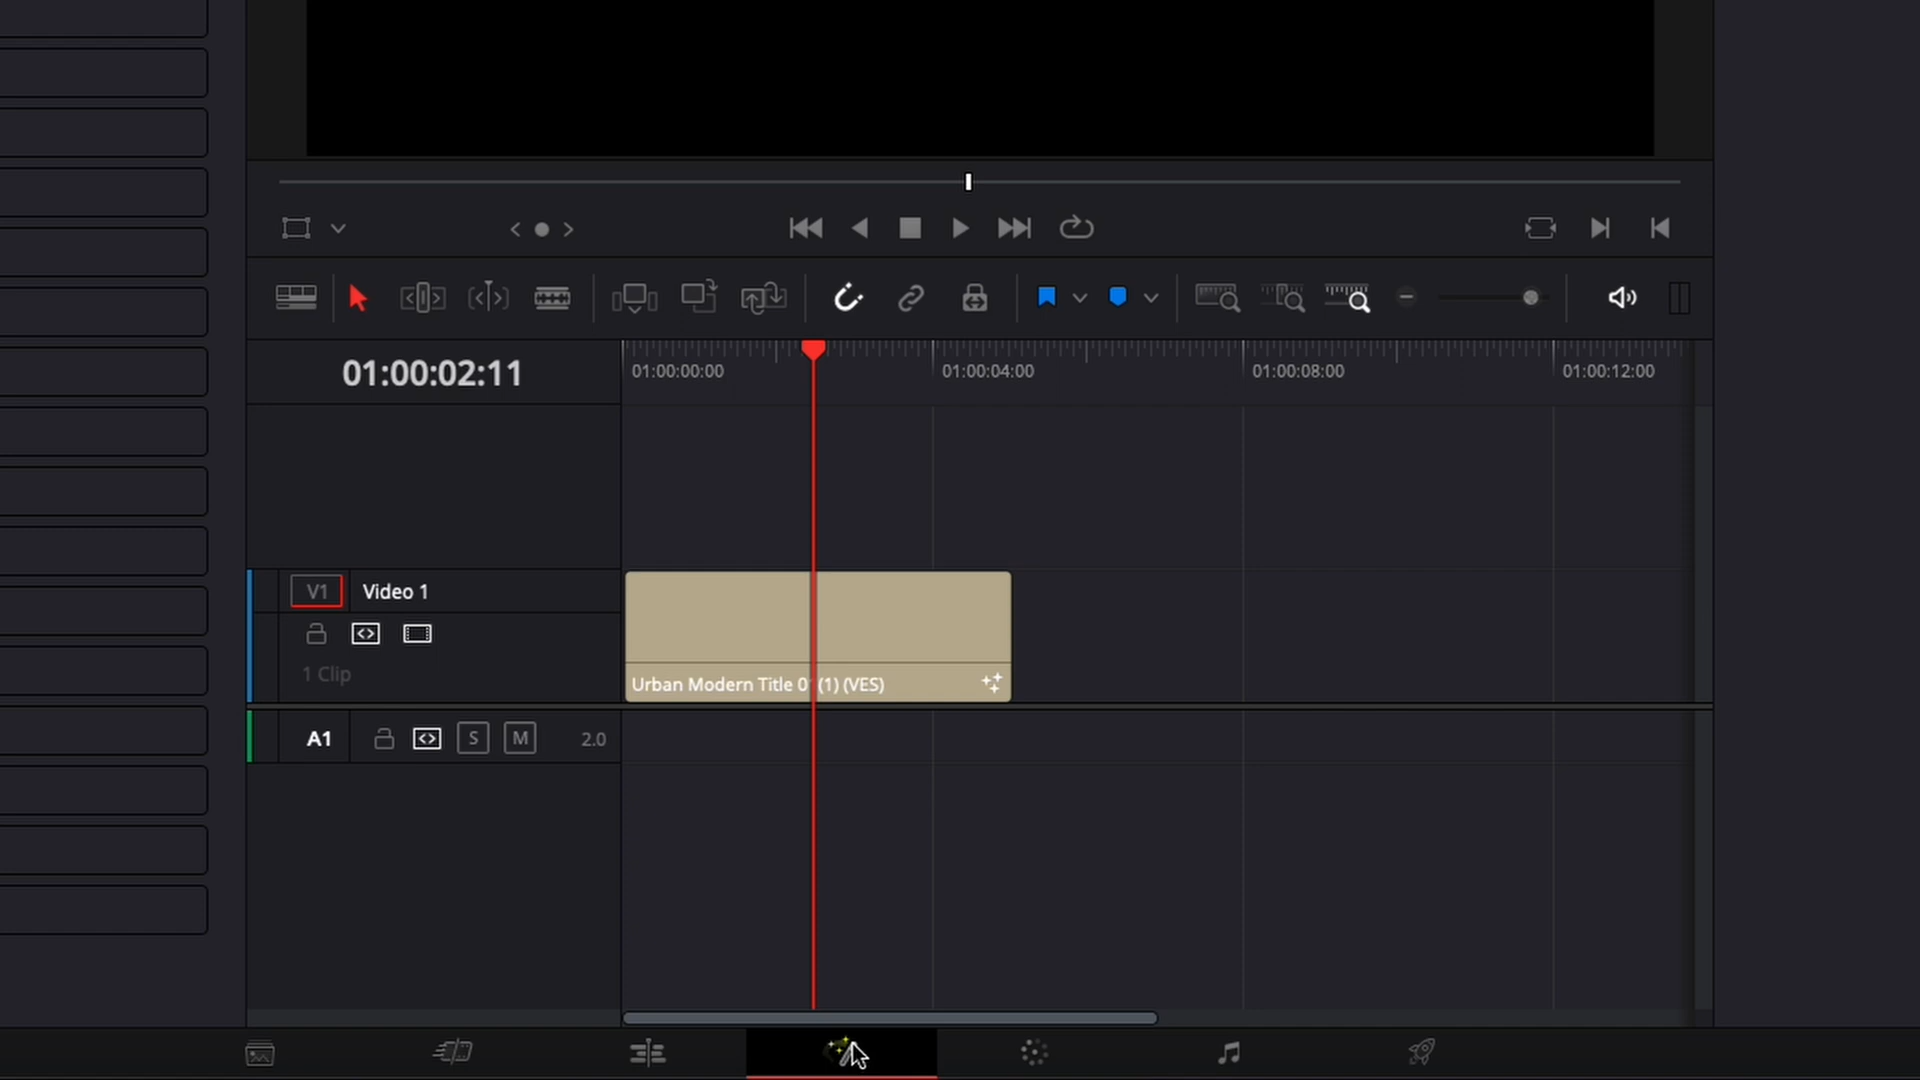 01:00:02:11
01:00:00:00
01:00:04:00
01:00:08:00
01:00:12:00
V1 Video 1
1 Clip
Urban Modern Title 0 (1) (VES)
A1 S M 2.0